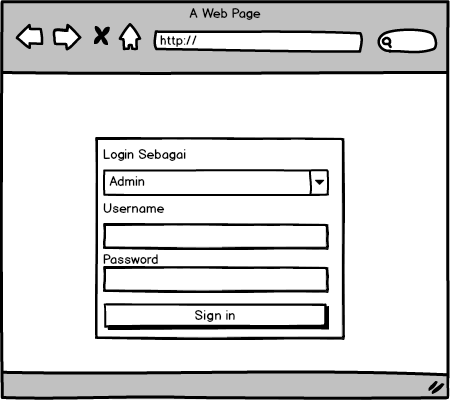 A Web Page
http://
Login Sebagai
Admin
Username
Password
Sign in